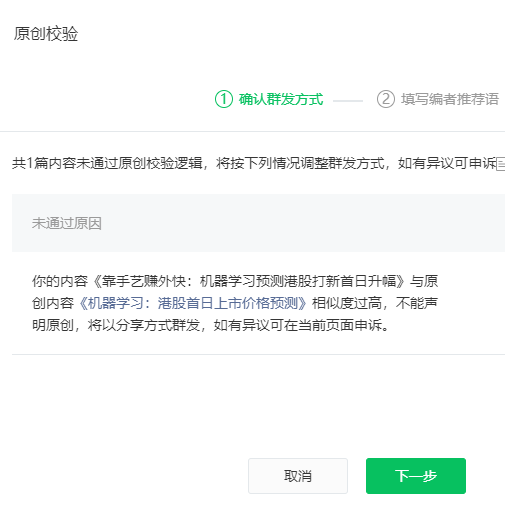 原创校验
1 确认群发方式 2 填写编者推荐语
共1篇内容未通过原创校验逻辑，将按下列情况调整群发方式，如有异议可申诉
未通过原因
你的内容《靠手艺赚外快：机器学习预测港股打新首日升幅》与原
创内容《机器学习：港股首日上市价格预测》相似度过高，不能声
明原创，将以分享方式群发，如有异议可在当前页面申诉。
取消 下一步